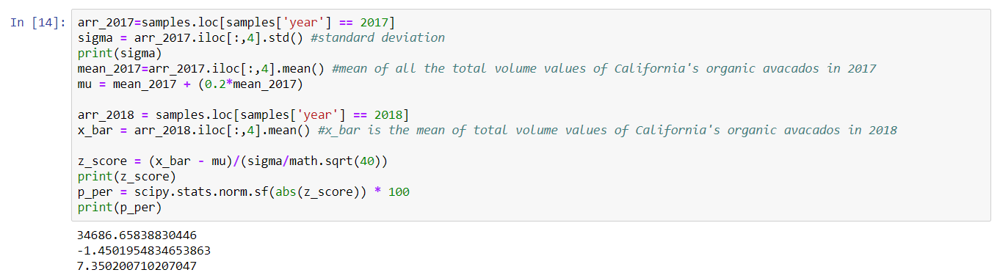 In [14]: arr_2017=samples.loc[samples['year'] == 2017]
sigma = arr_2017.iloc[:,4].std() #standard deviation
print(sigma)
mean_2017=arr_2017.iloc[:,4].mean() #mean of all the total volume values of California's organic avacados in 2017
mu = mean_2017 + (0.2*mean_2017)
arr_2018 = samples.loc[samples['year'] == 2018]
x_bar = arr_2018.iloc[:,4].mean() #x_bar is the mean of total volume values of California's organic avacados in 2018
z_score = (x_bar - mu)/(sigma/math.sqrt(40))
print(z_score)
p_per = scipy.stats.norm.sf(abs(z_score)) * 100
print(p_per)
34686.65838830446
-1.4501954834653863
7.350200710207047